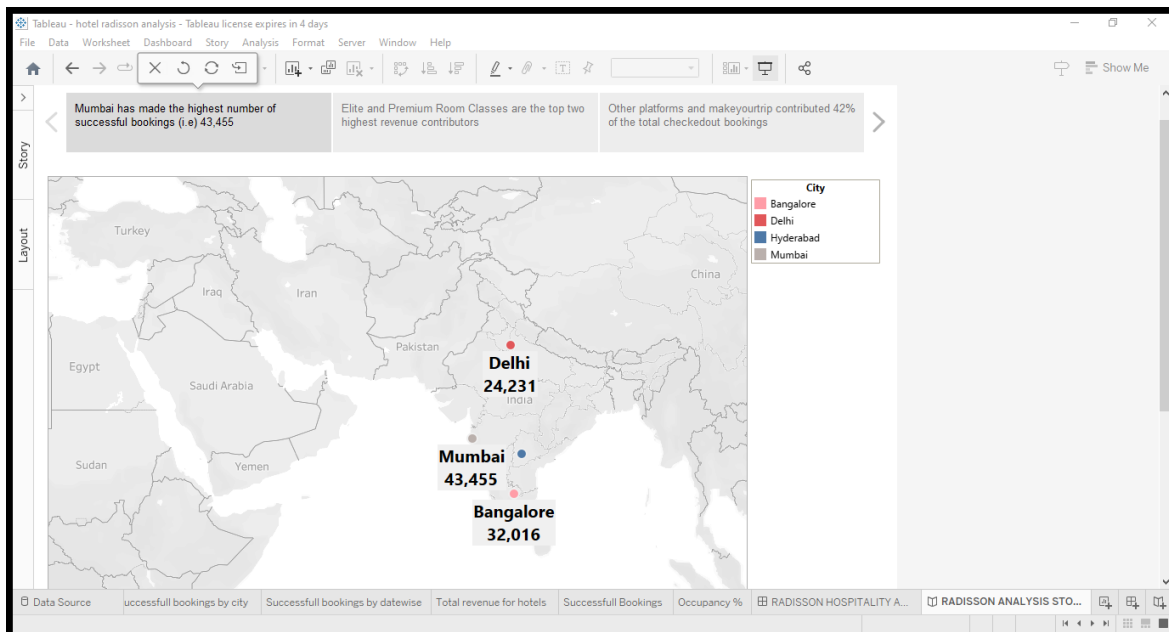 Tableau - hotel radisson analysis - Tableau license expires in 4 days
File Data Worksheet Dashboard Story Analysis Format Server Window Help
Show Me
Story
Layout
Mumbai has made the highest number of
successful bookings (i.e) 43,455
Elite and Premium Room Classes are the top two
highest revenue contributors
Other platforms and makeyourtrip contributed 42%
of the total checkedout bookings
City
Bangalore
Delhi
Hyderabad
Mumbai
Turkey
China
Iraq
Iran
Pakistan
Egypt
Saudi Arabia
Delhi
24,231
India
Sudan
Yemen
Mumbai
43,455
Bangalore
32,016
Data Source
uccessfull bookings by city
Successfull bookings by datewise
Total revenue for hotels
Successfull Bookings
Occupancy %
RADISSON HOSPITALITY A...
RADISSON ANALYSIS STO...